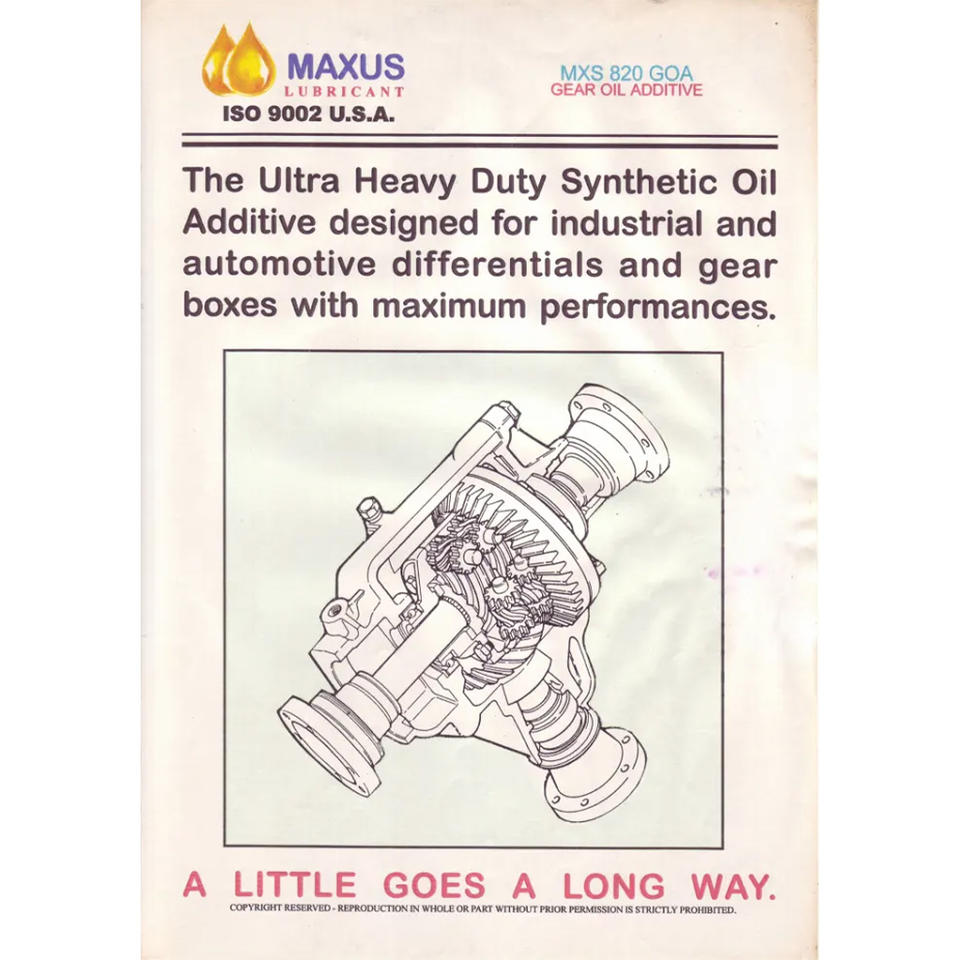 MAXUS
LUBRICANT
ISO 9002 U.S.A.
MXS 820 GOA
GEAR OIL ADDITIVE
The Ultra Heavy Duty Synthetic Oil
Additive designed for industrial and
automotive differentials and gear
boxes with maximum performances.
A LITTLE GOES A LONG WAY.
COPYRIGHT RESERVED - REPRODUCTION IN WHOLE OR PART WITHOUT PRIOR PERMISSION IS STRICTLY PROHIBITED.